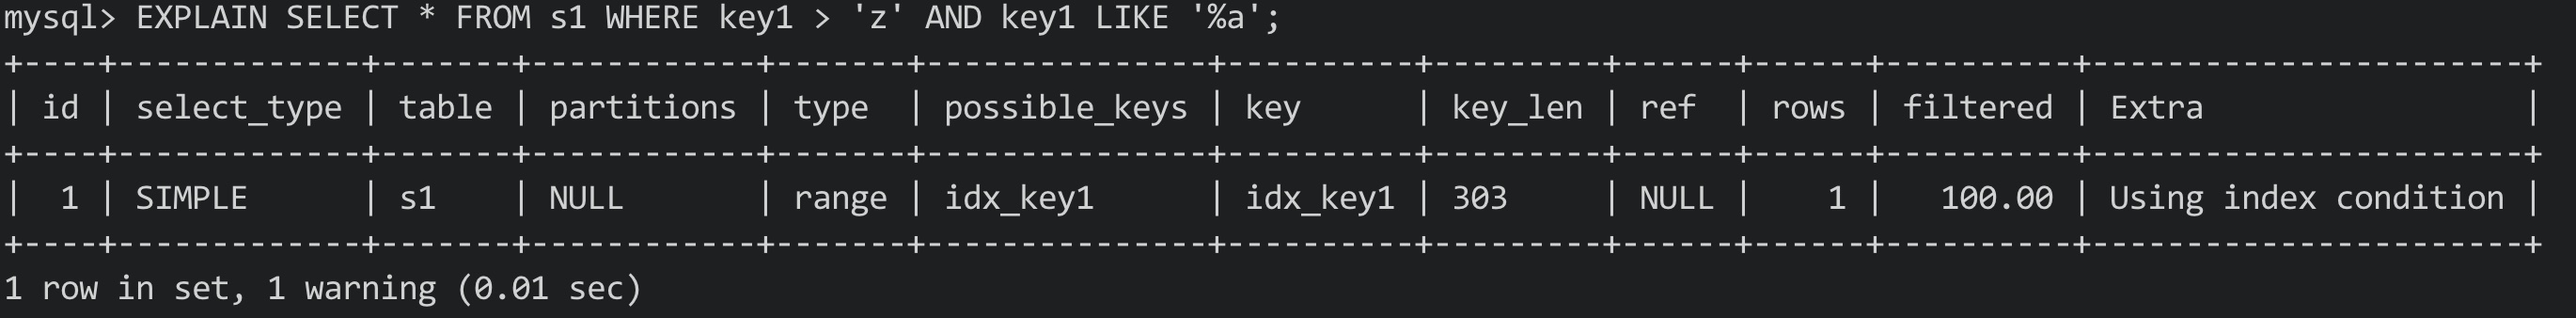 mysql> EXPLAIN SELECT * FROM s1 WHERE key1 > 'z' AND key1 LIKE '%a';
+----+-------------+-------+------------+-------+---------------+----------+---------+------+------+----------+-----------------------+
| id | select_type | table | partitions | type  | possible_keys | key      | key_len | ref  | rows | filtered | Extra                 |
+----+-------------+-------+------------+-------+---------------+----------+---------+------+------+----------+-----------------------+
|  1 | SIMPLE      | s1    | NULL       | range | idx_key1      | idx_key1 | 303     | NULL |    1 |   100.00 | Using index condition |
+----+-------------+-------+------------+-------+---------------+----------+---------+------+------+----------+-----------------------+
1 row in set, 1 warning (0.01 sec)